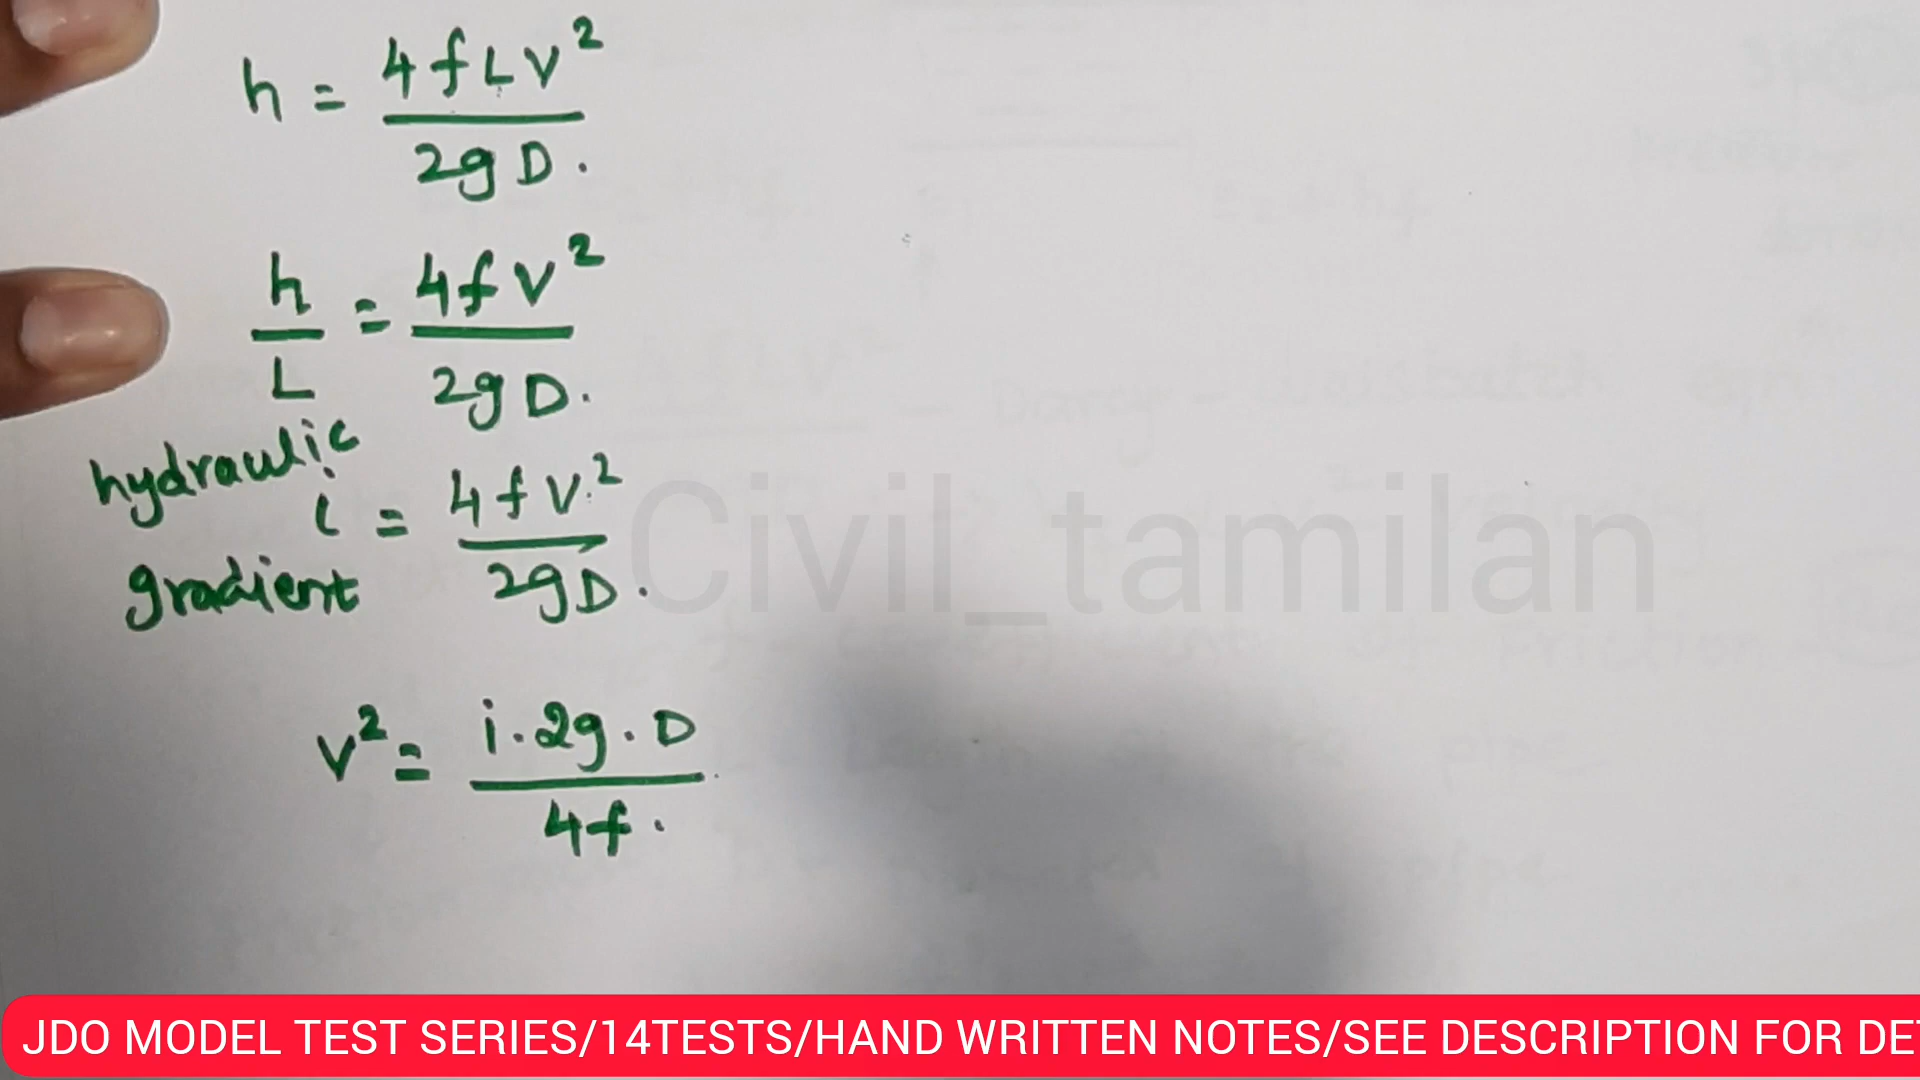 h = 4fLv²
2gD.
h = 4fv²
L 2gD.
hydraulic
i = 4fv²
gradient 2gD.
v² = i.2g.D
4f.
Civil_tamilan
JDO MODEL TEST SERIES/14TESTS/HAND WRITTEN NOTES/SEE DESCRIPTION FOR DE